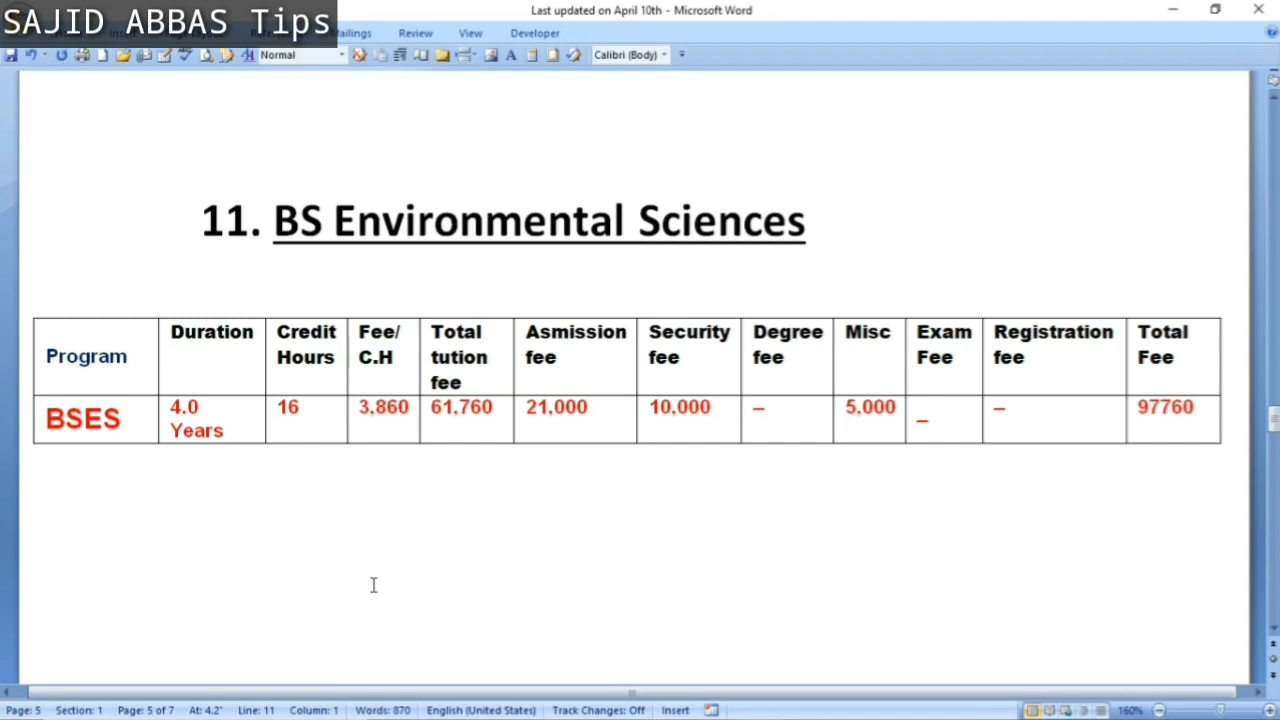 SAJID ABBAS Tips
Last updated on April 10th - Microsoft Word
Mailings Review View Developer
Normal Calibri (Body)
11. BS Environmental Sciences
Program Duration Credit Hours Fee/ C.H Total tution fee Asmission fee Security fee Degree fee Misc Exam Fee Registration fee Total Fee
BSES 4.0 Years 16 3,860 61,760 21,000 10,000 – 5,000 _ – 97760
Page: 5 Section: 1 Page: 5 of 7 At: 4.2" Line: 11 Column: 1 Words: 870 English (United States) Track Changes: Off Insert 160%